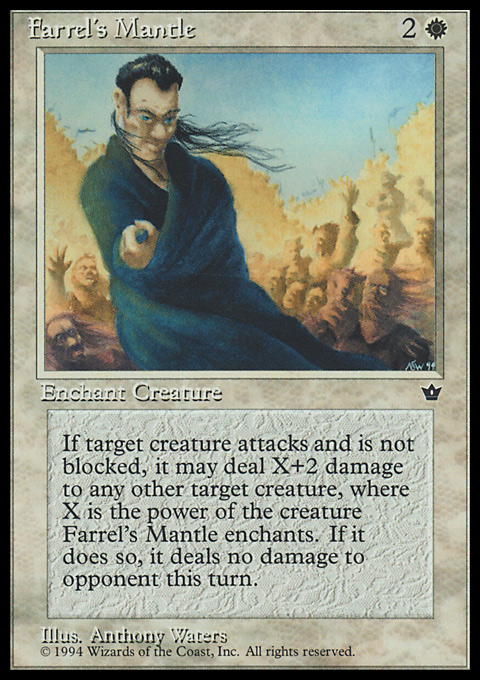 Farrel's Mantle
2
ASW 94
Enchant Creature
If target creature attacks and is not
blocked, it may deal X+2 damage
to any other target creature, where
X is the power of the creature
Farrel's Mantle enchants. If it
does so, it deals no damage to
opponent this turn.
Illus. Anthony Waters
© 1994 Wizards of the Coast, Inc. All rights reserved.